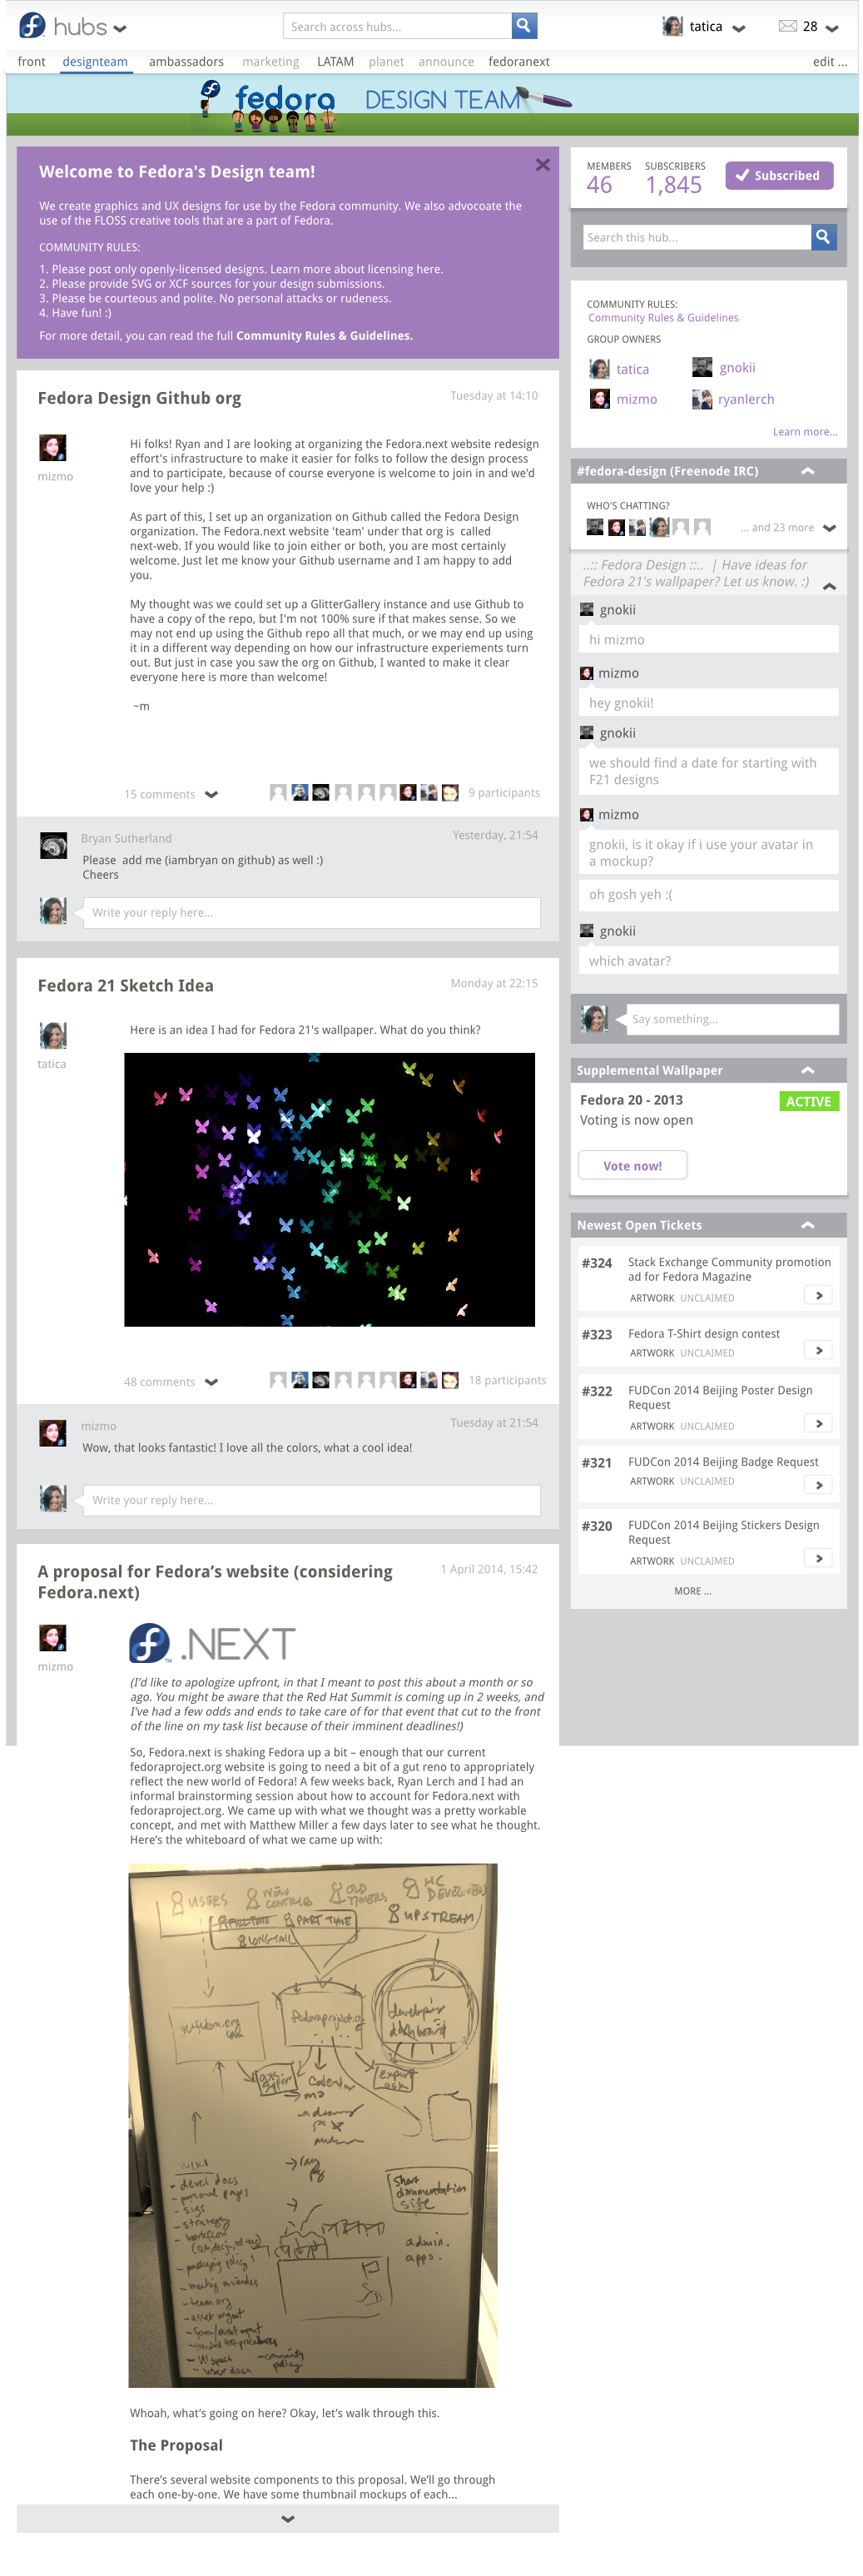 hubs
Search across hubs...
tatica
28
front designteam ambassadors marketing LATAM planet announce fedoranext edit ...
fedora DESIGN TEAM
Welcome to Fedora's Design team!
We create graphics and UX designs for use by the Fedora community. We also advocoate the
use of the FLOSS creative tools that are a part of Fedora.
COMMUNITY RULES:
1. Please post only openly-licensed designs. Learn more about licensing here.
2. Please provide SVG or XCF sources for your design submissions.
3. Please be courteous and polite. No personal attacks or rudeness.
4. Have fun! :)
For more detail, you can read the full Community Rules & Guidelines.
Fedora Design Github org
Tuesday at 14:10
mizmo
Hi folks! Ryan and I are looking at organizing the Fedora.next website redesign
effort's infrastructure to make it easier for folks to follow the design process
and to participate, because of course everyone is welcome to join in and we'd
love your help :)
As part of this, I set up an organization on Github called the Fedora Design
organization. The Fedora.next website 'team' under that org is called
next-web. If you would like to join either or both, you are most certainly
welcome. Just let me know your Github username and I am happy to add
you.
My thought was we could set up a GlitterGallery instance and use Github to
have a copy of the repo, but I'm not 100% sure if that makes sense. So we
may not end up using the Github repo all that much, or we may end up using
it in a different way depending on how our infrastructure experiements turn
out. But just in case you saw the org on Github, I wanted to make it clear
everyone here is more than welcome!
~m
15 comments
9 participants
Bryan Sutherland
Yesterday, 21:54
Please add me (iambryan on github) as well :)
Cheers
Write your reply here...
Fedora 21 Sketch Idea
Monday at 22:15
tatica
Here is an idea I had for Fedora 21's wallpaper. What do you think?
48 comments
18 participants
mizmo
Tuesday at 21:54
Wow, that looks fantastic! I love all the colors, what a cool idea!
Write your reply here...
A proposal for Fedora’s website (considering
Fedora.next)
1 April 2014, 15:42
mizmo
.NEXT
(I'd like to apologize upfront, in that I meant to post this about a month or so
ago. You might be aware that the Red Hat Summit is coming up in 2 weeks, and
I've had a few odds and ends to take care of for that event that cut to the front
of the line on my task list because of their imminent deadlines!)
So, Fedora.next is shaking Fedora up a bit – enough that our current
fedoraproject.org website is going to need a bit of a gut reno to appropriately
reflect the new world of Fedora! A few weeks back, Ryan Lerch and I had an
informal brainstorming session about how to account for Fedora.next with
fedoraproject.org. We came up with what we thought was a pretty workable
concept, and met with Matthew Miller a few days later to see what he thought.
Here’s the whiteboard of what we came up with:
USERS
OLD
TIMERS
PART TIME
UPSTREAM
LONGTAIL
fedoraproject.org
developer
dashboard
Calendar
expert
ask
WIKI
- devel docs
- personal pages
- sigs
- strategy
- workflow
short
documentation
site
admin.
apps.
- team org
- user docs
- community
policy
Whoah, what’s going on here? Okay, let’s walk through this.
The Proposal
There’s several website components to this proposal. We’ll go through
each one-by-one. We have some thumbnail mockups of each...
MEMBERS SUBSCRIBERS
46 1,845
Subscribed
Search this hub...
COMMUNITY RULES:
Community Rules & Guidelines
GROUP OWNERS
tatica gnokii
mizmo ryanlerch
Learn more...
#fedora-design (Freenode IRC)
WHO'S CHATTING?
... and 23 more
..:: Fedora Design ::.. | Have ideas for
Fedora 21's wallpaper? Let us know. :)
gnokii
hi mizmo
mizmo
hey gnokii!
gnokii
we should find a date for starting with
F21 designs
mizmo
gnokii, is it okay if i use your avatar in
a mockup?
oh gosh yeh :(
gnokii
which avatar?
Say something...
Supplemental Wallpaper
Fedora 20 - 2013
ACTIVE
Voting is now open
Vote now!
Newest Open Tickets
#324 Stack Exchange Community promotion
ad for Fedora Magazine
ARTWORK UNCLAIMED
#323 Fedora T-Shirt design contest
ARTWORK UNCLAIMED
#322 FUDCon 2014 Beijing Poster Design
Request
ARTWORK UNCLAIMED
#321 FUDCon 2014 Beijing Badge Request
ARTWORK UNCLAIMED
#320 FUDCon 2014 Beijing Stickers Design
Request
ARTWORK UNCLAIMED
MORE ...